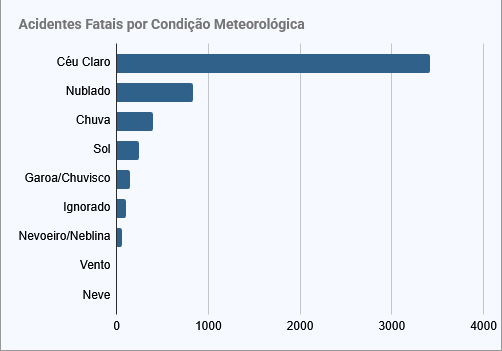 Acidentes Fatais por Condição Meteorológica
Céu Claro
Nublado
Chuva
Sol
Garoa/Chuvisco
Ignorado
Nevoeiro/Neblina
Vento
Neve
0 1000 2000 3000 4000